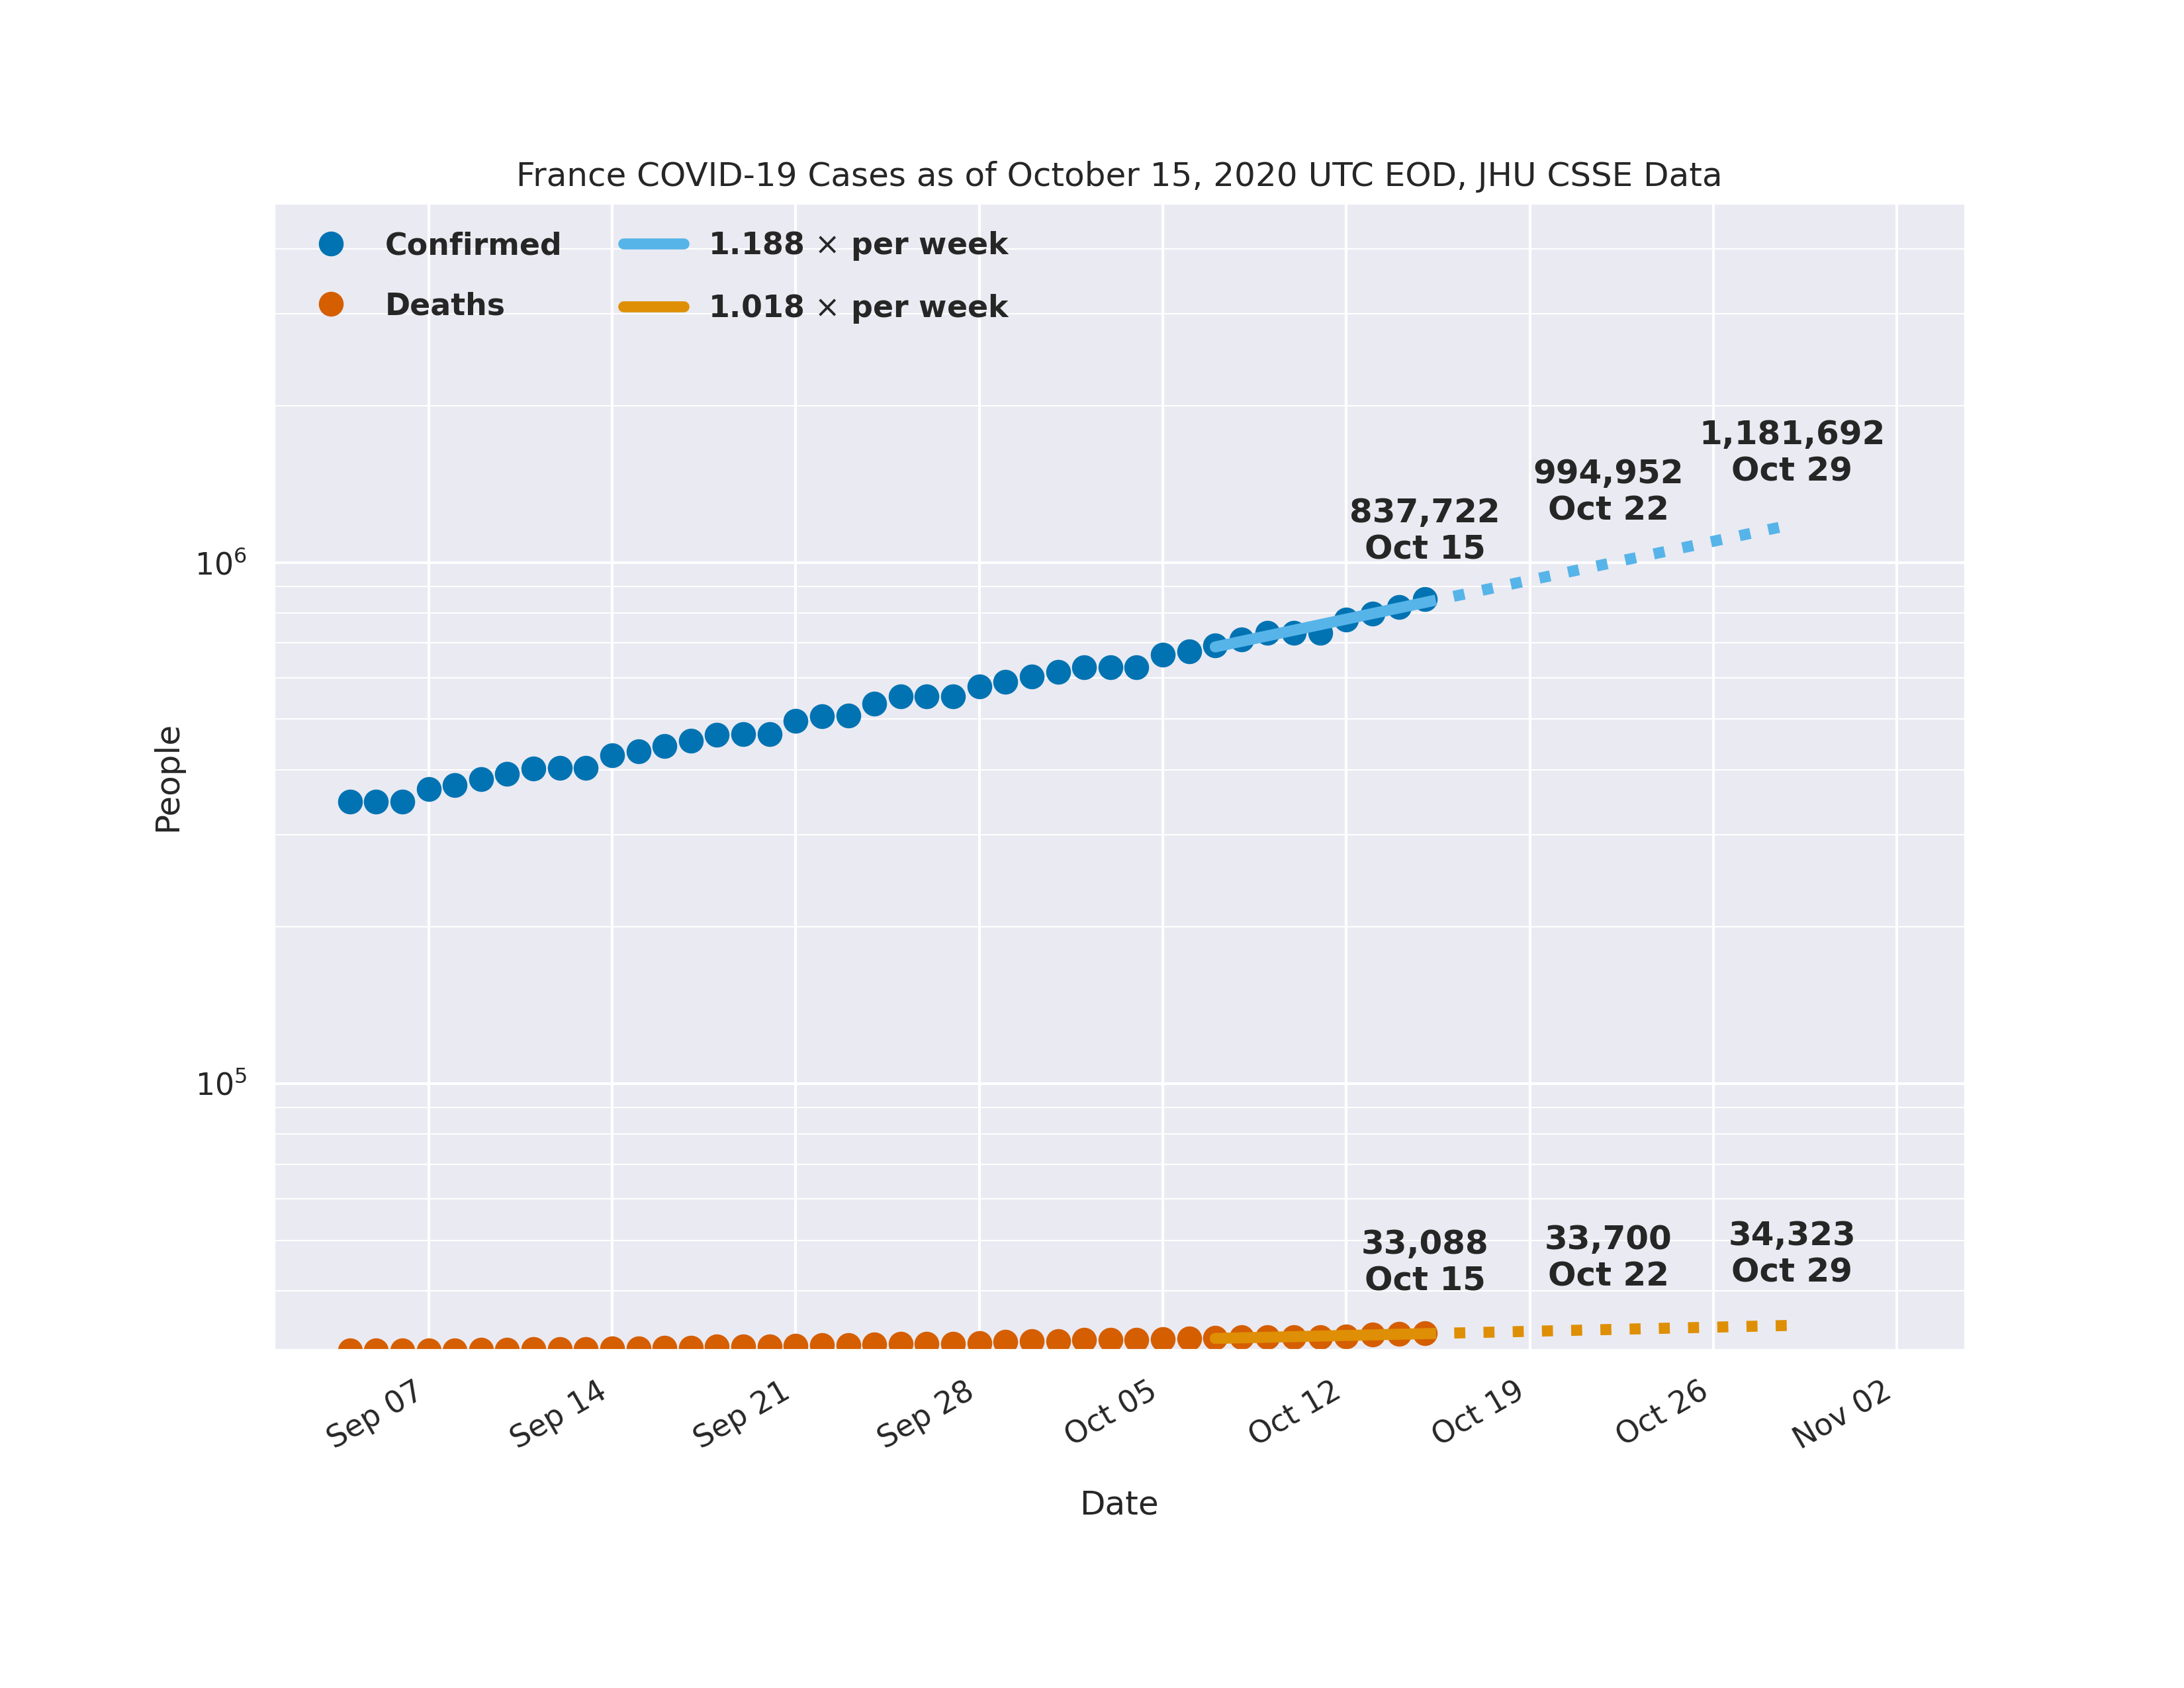 France COVID-19 Cases as of October 15, 2020 UTC EOD, JHU CSSE Data
Confirmed
Deaths
1.188 × per week
1.018 × per week
1,181,692
Oct 29
994,952
Oct 22
837,722
Oct 15
10⁶
10⁵
People
33,088
Oct 15
33,700
Oct 22
34,323
Oct 29
Sep 07
Sep 14
Sep 21
Sep 28
Oct 05
Oct 12
Oct 19
Oct 26
Nov 02
Date